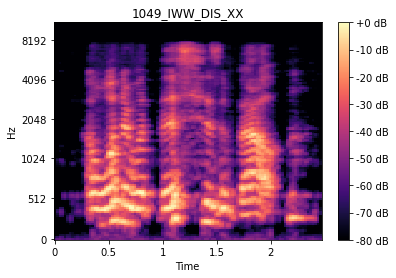 1049_IWW_DIS_XX
+0 dB
8192
-10 dB
4096
-20 dB
-30 dB
2048
Hz
-40 dB
1024
-50 dB
512
-60 dB
-70 dB
0
-80 dB
0 0.5 1 1.5 2
Time